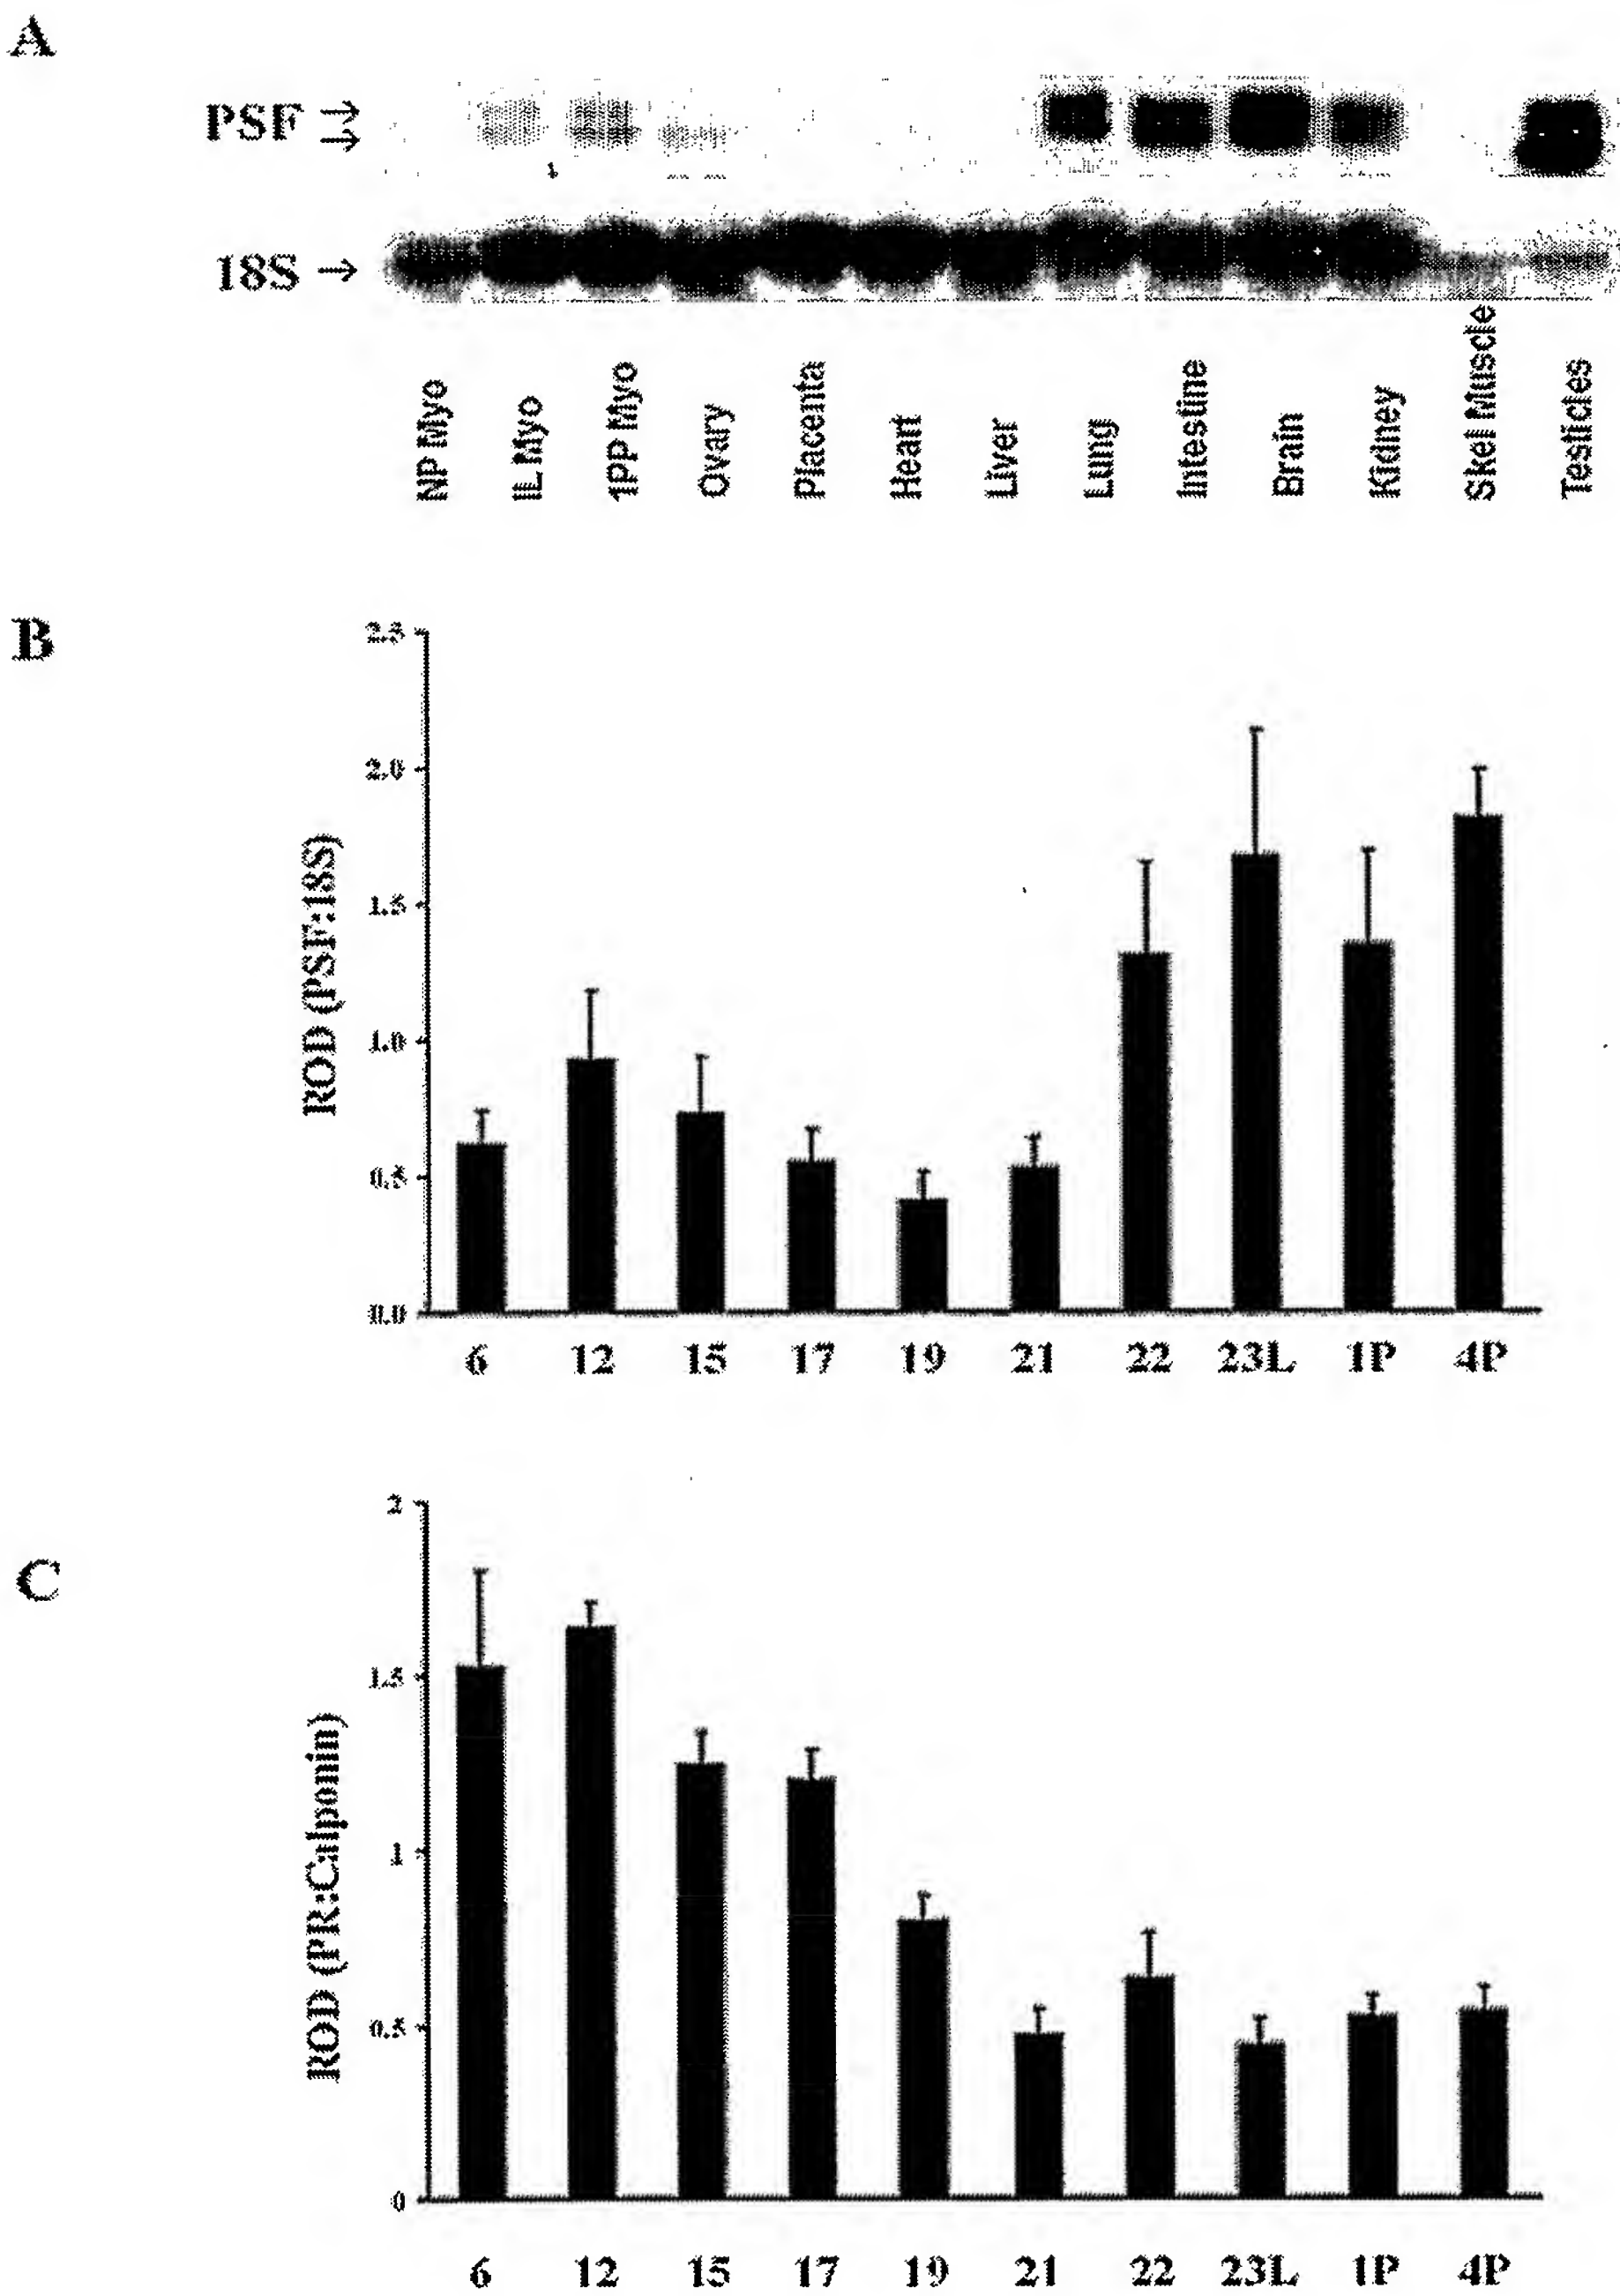 A
PSF →
→
18S →
NP Myo
IL Myo
1PP Myo
Ovary
Placenta
Heart
Liver
Lung
Intestine
Brain
Kidney
Skel Muscle
Testicles
B
ROD (PSF:18S)
2.5
2.0
1.5
1.0
0.5
0.0
6 12 15 17 19 21 22 23L 1P 4P
C
ROD (PR:Calponin)
2
1.5
1
0.5
0
6 12 15 17 19 21 22 23L 1P 4P